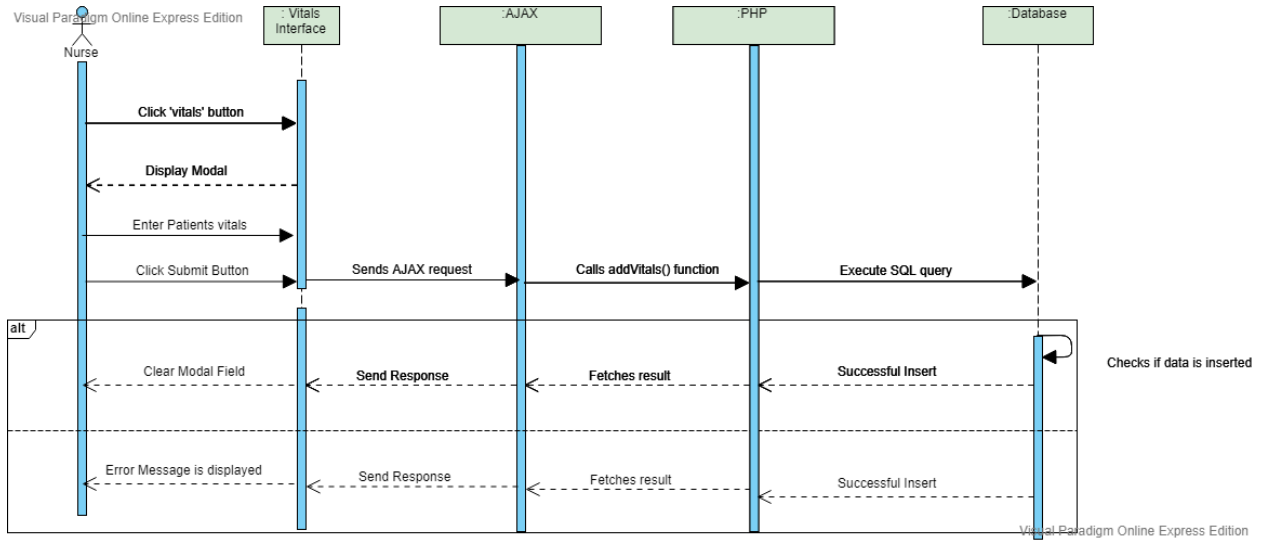 Visual Paradigm Online Express Edition
: Vitals
Interface
:AJAX
:PHP
:Database
Nurse
Click 'vitals' button
Display Modal
Enter Patients vitals
Click Submit Button
Sends AJAX request
Calls addVitals() function
Execute SQL query
alt
Checks if data is inserted
Clear Modal Field
Send Response
Fetches result
Successful Insert
Error Message is displayed
Send Response
Fetches result
Successful Insert
Visual Paradigm Online Express Edition